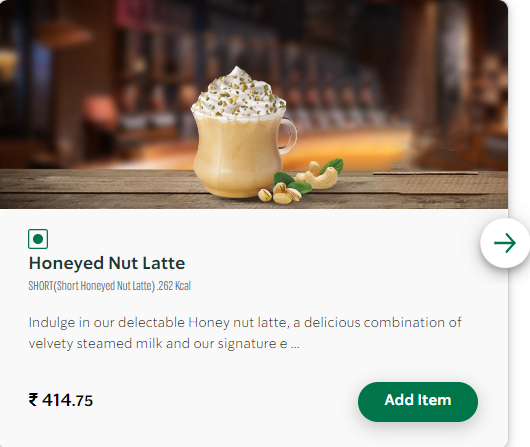 Honeyed Nut Latte
SHORT(Short Honeyed Nut Latte) .262 Kcal
Indulge in our delectable Honey nut latte, a delicious combination of
velvety steamed milk and our signature e ...
₹ 414.75
Add Item